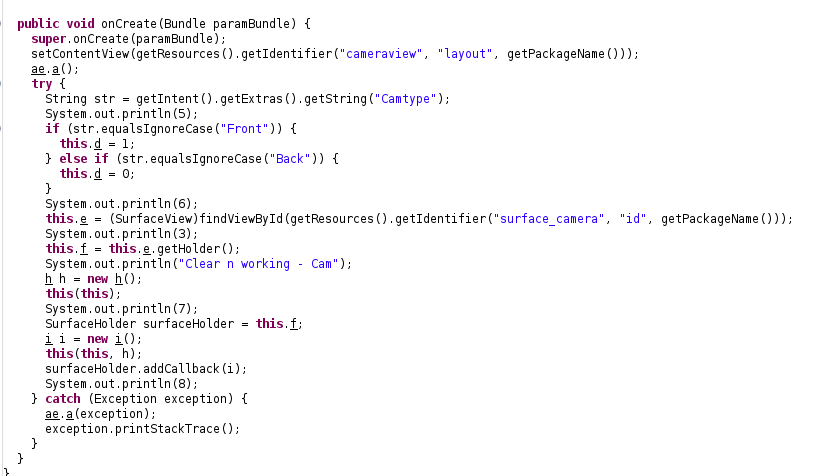 public void onCreate(Bundle paramBundle) {
super.onCreate(paramBundle);
setContentView(getResources().getIdentifier("cameraview", "layout", getPackageName()));
ae.a();
try {
String str = getIntent().getExtras().getString("Camtype");
System.out.println(5);
if (str.equalsIgnoreCase("Front")) {
this.d = 1;
} else if (str.equalsIgnoreCase("Back")) {
this.d = 0;
}
System.out.println(6);
this.e = (SurfaceView)findViewById(getResources().getIdentifier("surface_camera", "id", getPackageName()));
System.out.println(3);
this.f = this.e.getHolder();
System.out.println("Clear n working - Cam");
h h = new h();
this(this);
System.out.println(7);
SurfaceHolder surfaceHolder = this.f;
i i = new i();
this(this, h);
surfaceHolder.addCallback(i);
System.out.println(8);
} catch (Exception exception) {
ae.a(exception);
exception.printStackTrace();
}
}
}